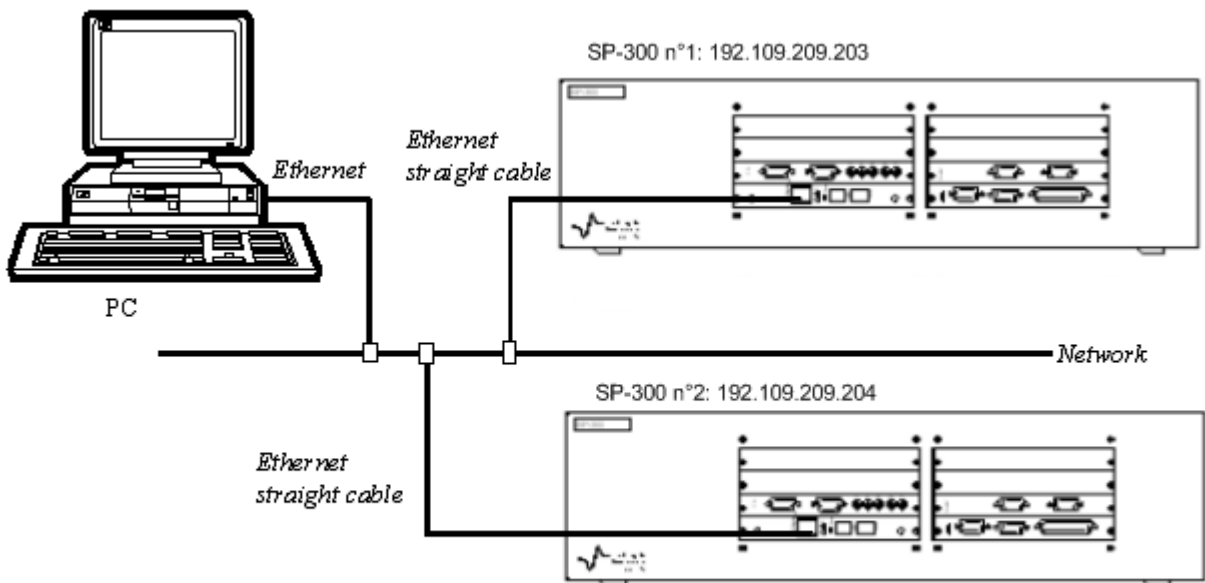 SP-300 n°1: 192.109.209.203
Ethernet
straight cable
Ethernet
PC
Network
SP-300 n°2: 192.109.209.204
Ethernet
straight cable